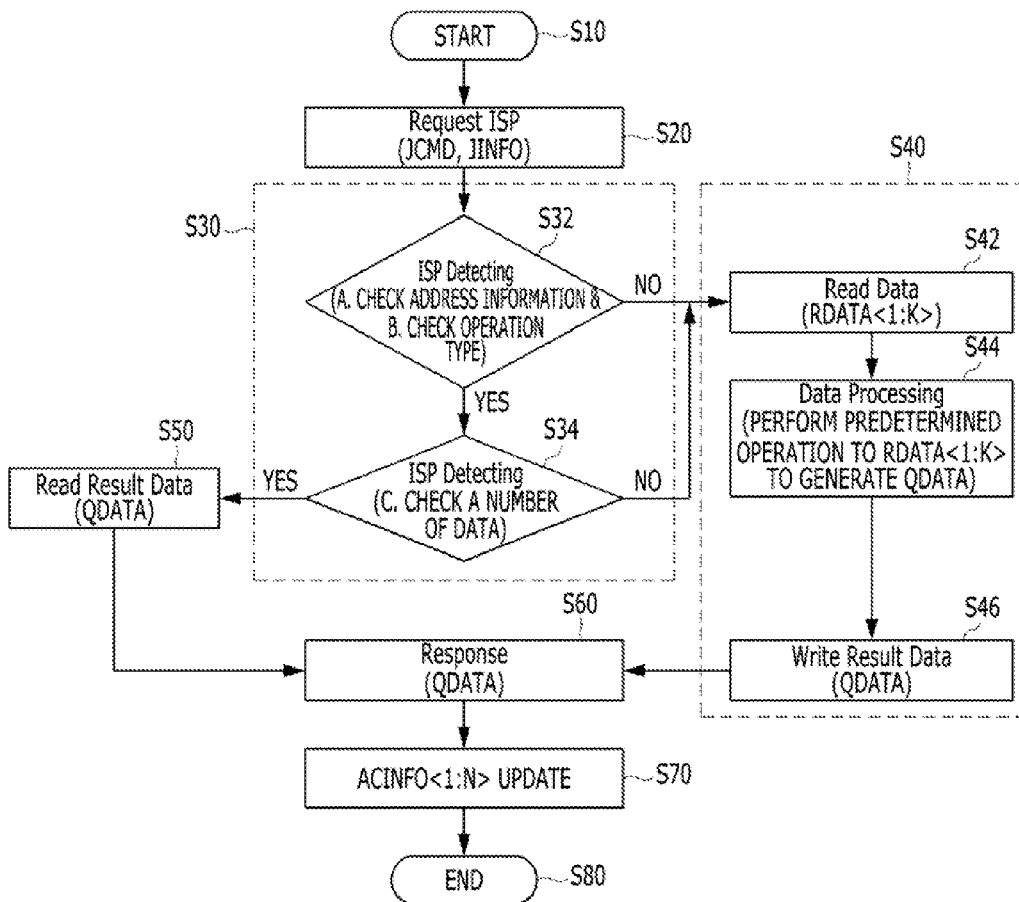 START
S10
Request ISP
(JCMD, JINFO)
S20
S30
S32
ISP Detecting
(A. CHECK ADDRESS INFORMATION &
B. CHECK OPERATION
TYPE)
NO
YES
S34
ISP Detecting
(C. CHECK A NUMBER
OF DATA)
YES
NO
S40
S42
Read Data
(RDATA<1:K>)
S44
Data Processing
(PERFORM PREDETERMINED
OPERATION TO RDATA<1:K>
TO GENERATE QDATA)
S46
Write Result Data
(QDATA)
S50
Read Result Data
(QDATA)
S60
Response
(QDATA)
ACINFO<1:N> UPDATE
S70
END
S80